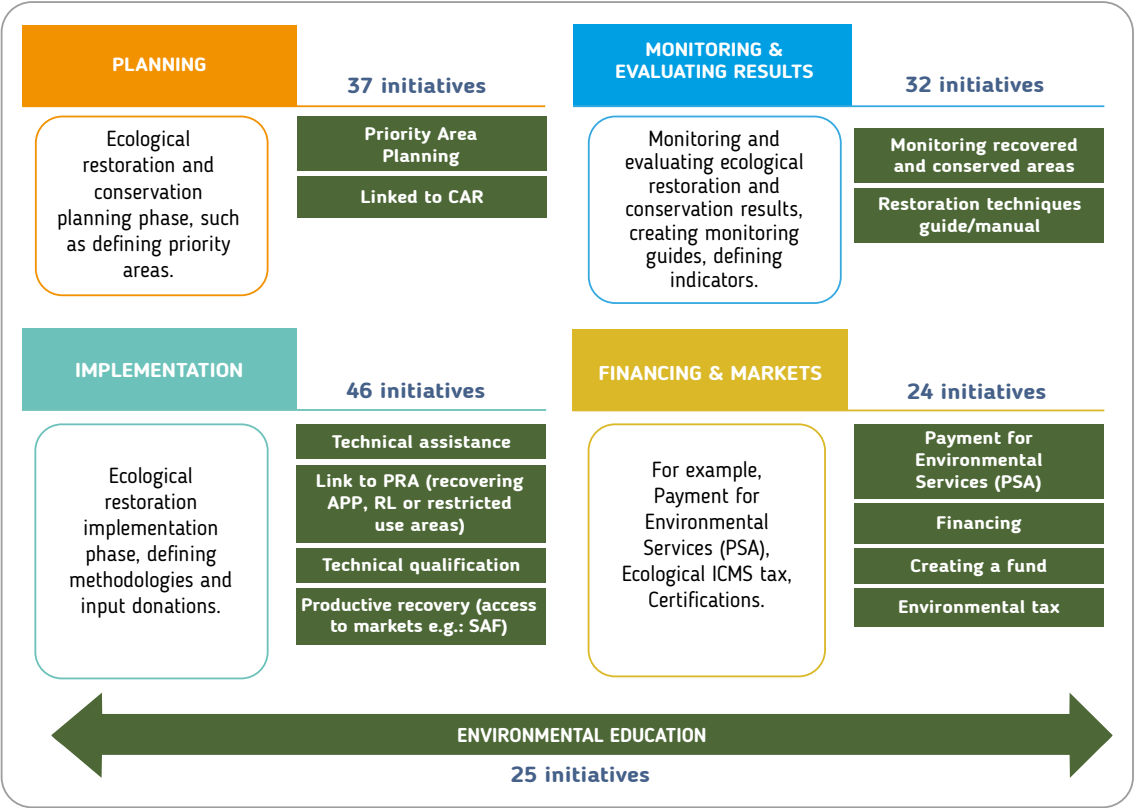 PLANNING
37 initiatives
Ecological
restoration and
conservation
planning phase, such
as defining priority
areas.
Priority Area
Planning
Linked to CAR
MONITORING &
EVALUATING RESULTS
32 initiatives
Monitoring and
evaluating ecological
restoration and
conservation results,
creating monitoring
guides, defining
indicators.
Monitoring recovered
and conserved areas
Restoration techniques
guide/manual
IMPLEMENTATION
46 initiatives
Ecological
restoration
implementation
phase, defining
methodologies and
input donations.
Technical assistance
Link to PRA (recovering
APP, RL or restricted
use areas)
Technical qualification
Productive recovery (access
to markets e.g.: SAF)
FINANCING & MARKETS
24 initiatives
For example,
Payment for
Environmental
Services (PSA),
Ecological ICMS tax,
Certifications.
Payment for
Environmental
Services (PSA)
Financing
Creating a fund
Environmental tax
ENVIRONMENTAL EDUCATION
25 initiatives